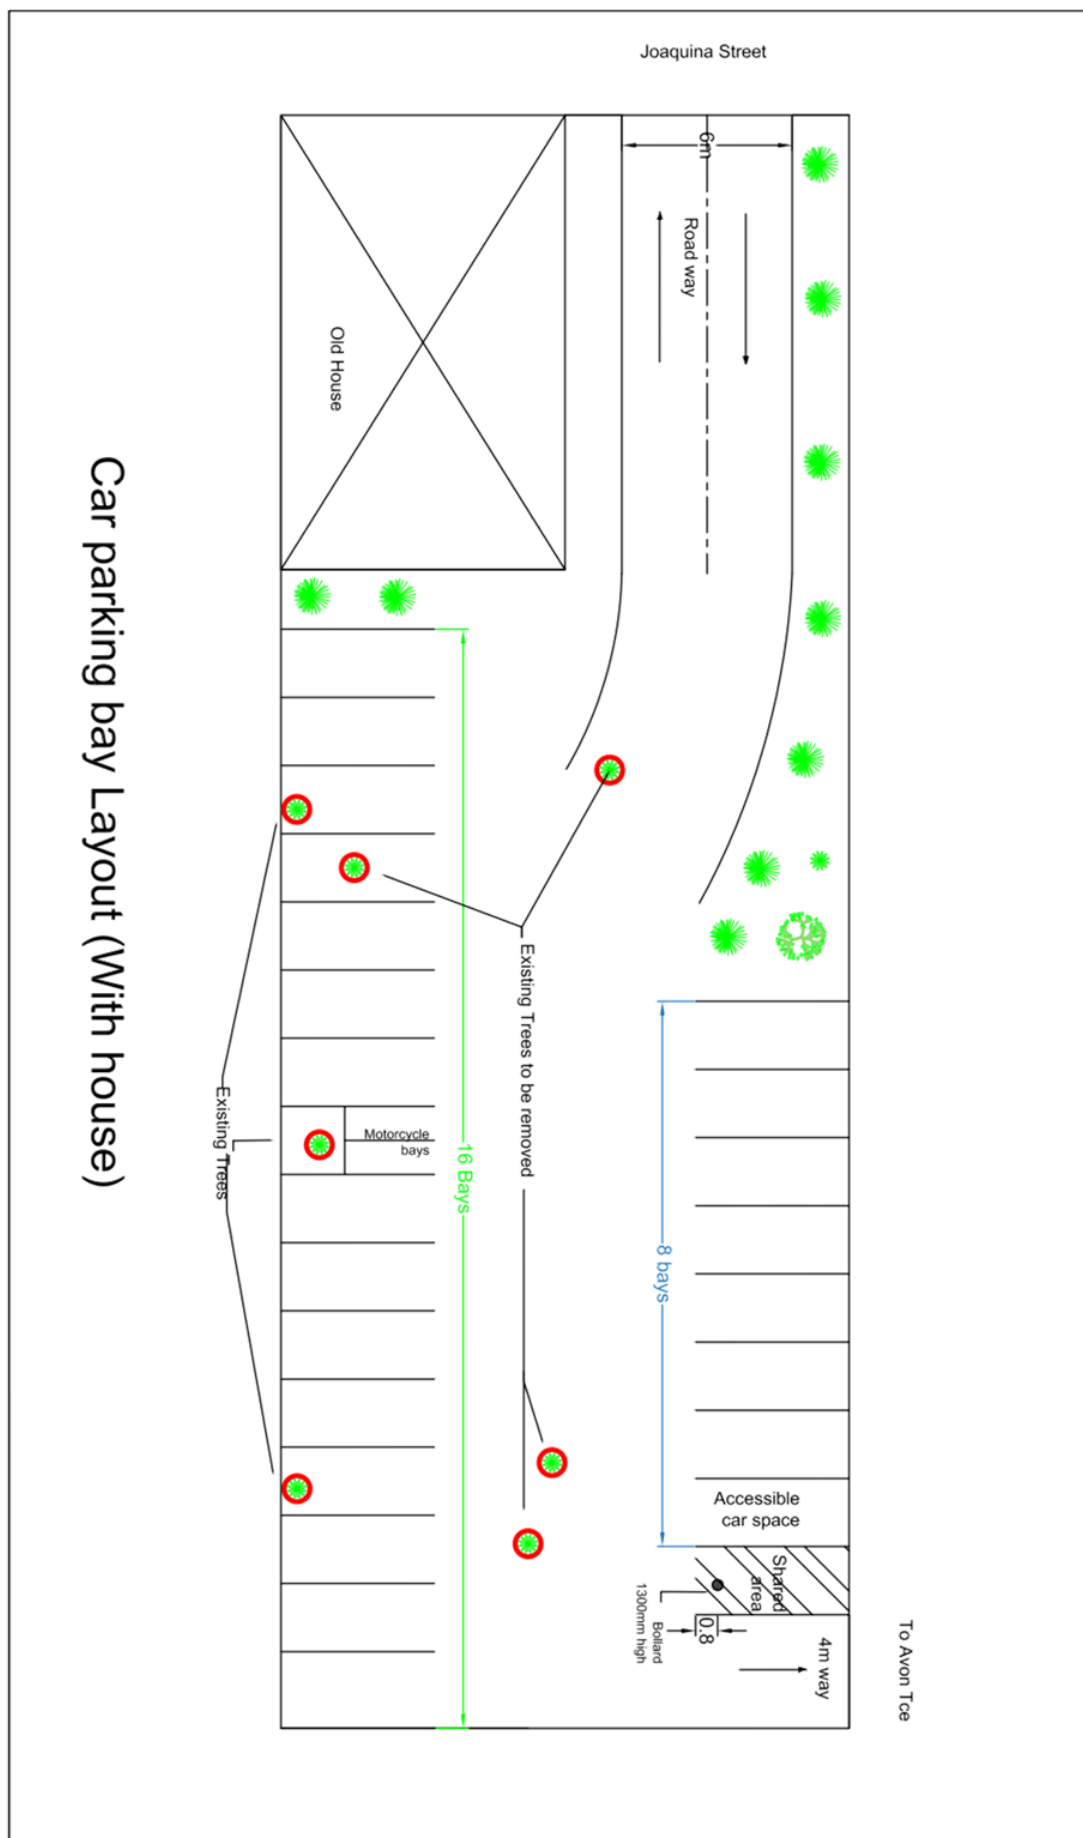 Joaquina Street
6m
Road way
Old House
Existing Trees to be removed
Motorcycle
bays
16 Bays
Existing Trees
8 bays
Accessible
car space
Shared
area
Bollard
1300mm high
0.8
4m way
To Avon Tce
Car parking bay Layout (With house)